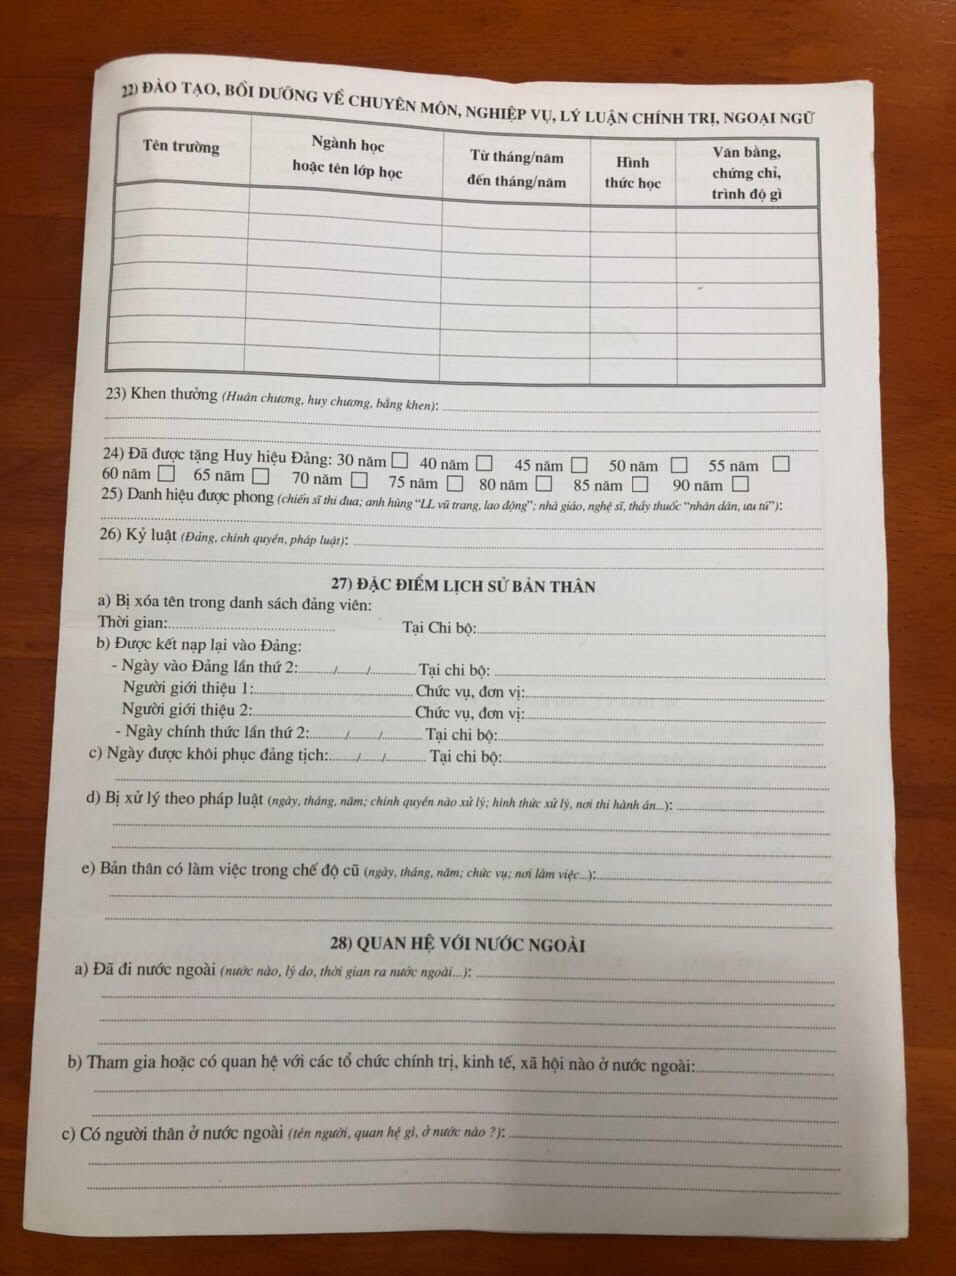 22) ĐÀO TẠO, BỒI DƯỠNG VỀ CHUYÊN MÔN, NGHIỆP VỤ, LÝ LUẬN CHÍNH TRỊ, NGOẠI NGỮ
Tên trường
Ngành học
hoặc tên lớp học
Từ tháng/năm
đến tháng/năm
Hình
thức học
Văn bằng,
chứng chỉ,
trình độ gì
23) Khen thưởng (Huân chương, huy chương, bằng khen):
24) Đã được tặng Huy hiệu Đảng: 30 năm □ 40 năm □ 45 năm □ 50 năm □ 55 năm □
60 năm □ 65 năm □ 70 năm □ 75 năm □ 80 năm □ 85 năm □ 90 năm □
25) Danh hiệu được phong (chiến sĩ thi đua; anh hùng "LL vũ trang, lao động"; nhà giáo, nghệ sĩ, thầy thuốc "nhân dân, ưu tú"):
26) Kỷ luật (Đảng, chính quyền, pháp luật):
27) ĐẶC ĐIỂM LỊCH SỬ BẢN THÂN
a) Bị xóa tên trong danh sách đảng viên:
Thời gian: Tại Chi bộ:
b) Được kết nạp lại vào Đảng:
- Ngày vào Đảng lần thứ 2: / / Tại chi bộ:
Người giới thiệu 1: Chức vụ, đơn vị:
Người giới thiệu 2: Chức vụ, đơn vị:
- Ngày chính thức lần thứ 2: / / Tại chi bộ:
c) Ngày được khôi phục đảng tịch: / / Tại chi bộ:
d) Bị xử lý theo pháp luật (ngày, tháng, năm; chính quyền nào xử lý; hình thức xử lý, nơi thi hành án...):
e) Bản thân có làm việc trong chế độ cũ (ngày, tháng, năm; chức vụ; nơi làm việc...):
28) QUAN HỆ VỚI NƯỚC NGOÀI
a) Đã đi nước ngoài (nước nào, lý do, thời gian ra nước ngoài...):
b) Tham gia hoặc có quan hệ với các tổ chức chính trị, kinh tế, xã hội nào ở nước ngoài:
c) Có người thân ở nước ngoài (tên người, quan hệ gì, ở nước nào ?):